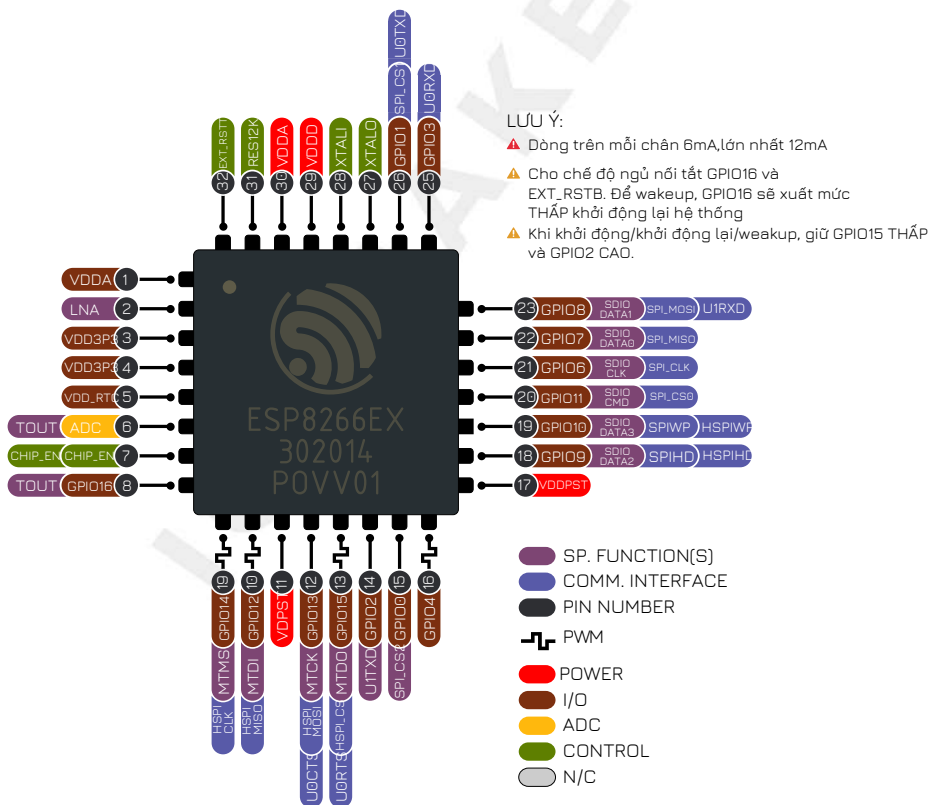 U0TXD
SPI_CS1
U0RXD
EXT_RSTB
RES12K
VDDA
VDDD
XTALI
XTALO
GPIO1
GPIO3
32
31
30
29
28
27
26
25
LƯU Ý:
Dòng trên mỗi chân 6mA,lớn nhất 12mA
Cho chế độ ngủ nối tắt GPIO16 và
EXT_RSTB. Để wakeup, GPIO16 sẽ xuất mức
THẤP khởi động lại hệ thống
Khi khởi động/khởi động lại/weakup, giữ GPIO15 THẤP
và GPIO2 CAO.
VDDA 1
LNA 2
VDD3P3 3
VDD3P3 4
VDD_RTC 5
TOUT ADC 6
CHIP_EN CHIP_EN 7
TOUT GPIO16 8
ESP8266EX
302014
POVV01
23 GPIO8 SDIO DATA1 SPI_MOSI U1RXD
22 GPIO7 SDIO DATA0 SPI_MISO
21 GPIO6 SDIO CLK SPI_CLK
20 GPIO11 SDIO CMD SPI_CS0
19 GPIO10 SDIO DATA3 SPIWP HSPIWP
18 GPIO9 SDIO DATA2 SPIHD HSPIHD
17 VDDPST
19 GPIO14 MTMS HSPI CLK
10 GPIO12 MTDI HSPI MISO
11 VDPST
12 GPIO13 MTCK HSPI MOSI U0CTS
13 GPIO15 MTDO HSPI_CS U0RTS
14 GPIO2 U1TXD
15 GPIO0 SPI_CS2
16 GPIO4
SP. FUNCTION(S)
COMM. INTERFACE
PIN NUMBER
PWM
POWER
I/O
ADC
CONTROL
N/C